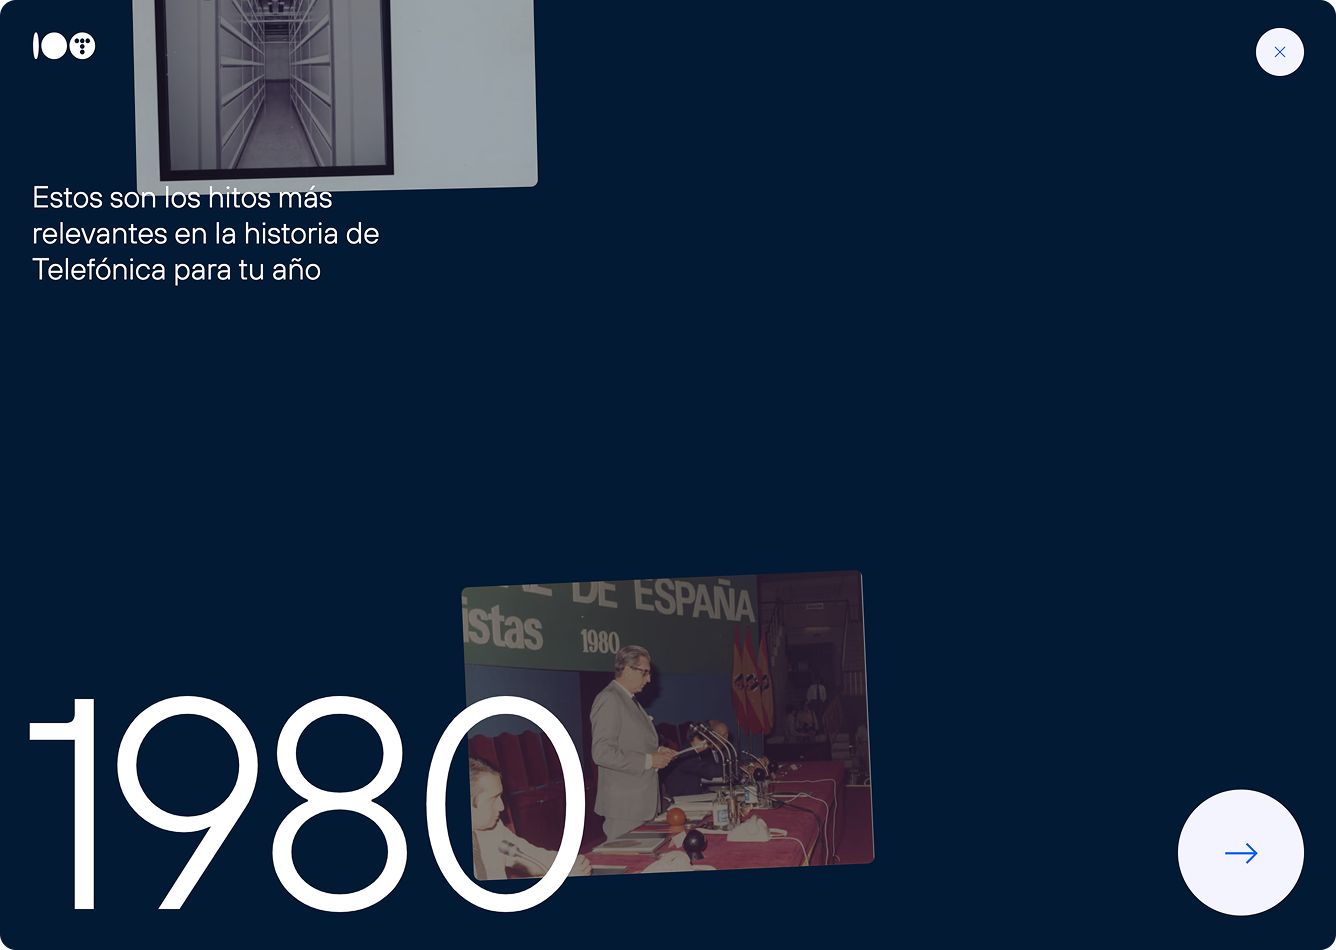 Estos son los hitos más
relevantes en la historia de
Telefónica para tu año
DE ESPAÑA
istas 1980
1980